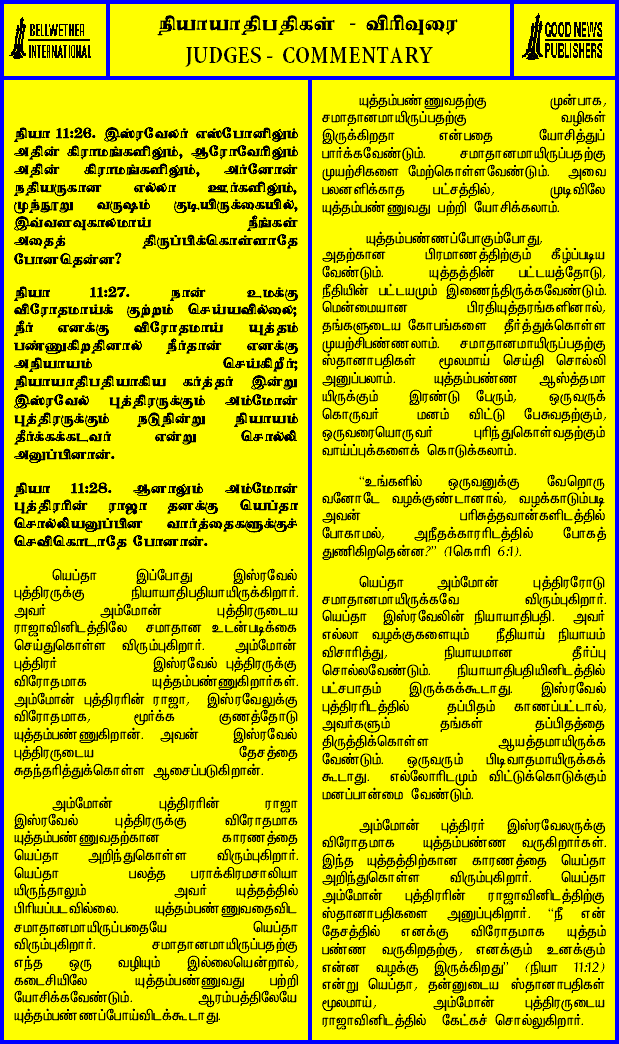 BELLWETHER
INTERNATIONAL
நியாயாதிபதிகள் - விரிவுரை
JUDGES - COMMENTARY
GOOD NEWS
PUBLISHERS
நியா 11:26. இஸ்ரவேலர் எஸ்போனிலும்
அதின் கிராமங்களிலும், ஆரோவேரிலும்
அதின் கிராமங்களிலும், அர்னோன்
நதியருகான எல்லா ஊர்களிலும்,
முந்நூறு வருஷம் குடியிருக்கையில்,
இவ்வளவுகாலமாய் நீங்கள்
அதைத் திருப்பிக்கொள்ளாதே
போனதென்ன?
நியா 11:27. நான் உமக்கு
விரோதமாய்க் குற்றம் செய்யவில்லை;
நீர் எனக்கு விரோதமாய் யுத்தம்
பண்ணுகிறதினால் நீர்தான் எனக்கு
அநியாயம் செய்கிறீர்;
நியாயாதிபதியாகிய கர்த்தர் இன்று
இஸ்ரவேல் புத்திரருக்கும் அம்மோன்
புத்திரருக்கும் நடுநின்று நியாயம்
தீர்க்கக்கடவர் என்று சொல்லி
அனுப்பினான்.
நியா 11:28. ஆனாலும் அம்மோன்
புத்திரரின் ராஜா தனக்கு யெப்தா
சொல்லியனுப்பின வார்த்தைகளுக்குச்
செவிகொடாதே போனான்.
யெப்தா இப்போது இஸ்ரவேல்
புத்திரருக்கு நியாயாதிபதியாயிருக்கிறார்.
அவர் அம்மோன் புத்திரருடைய
ராஜாவினிடத்திலே சமாதான உடன்படிக்கை
செய்துகொள்ள விரும்புகிறார். அம்மோன்
புத்திரர் இஸ்ரவேல் புத்திரருக்கு
விரோதமாக யுத்தம்பண்ணுகிறார்கள்.
அம்மோன் புத்திரரின் ராஜா, இஸ்ரவேலுக்கு
விரோதமாக, மூர்க்க குணத்தோடு
யுத்தம்பண்ணுகிறான். அவன் இஸ்ரவேல்
புத்திரருடைய தேசத்தை
சுதந்தரித்துக்கொள்ள ஆசைப்படுகிறான்.
அம்மோன் புத்திரரின் ராஜா
இஸ்ரவேல் புத்திரருக்கு விரோதமாக
யுத்தம்பண்ணுவதற்கான காரணத்தை
யெப்தா அறிந்துகொள்ள விரும்புகிறார்.
யெப்தா பலத்த பராக்கிரமசாலியா
யிருந்தாலும் அவர் யுத்தத்தில்
பிரியப்படவில்லை. யுத்தம்பண்ணுவதைவிட
சமாதானமாயிருப்பதையே யெப்தா
விரும்புகிறார். சமாதானமாயிருப்பதற்கு
எந்த ஒரு வழியும் இல்லையென்றால்,
கடைசியிலே யுத்தம்பண்ணுவது பற்றி
யோசிக்கவேண்டும். ஆரம்பத்திலேயே
யுத்தம்பண்ணப்போய்விடக்கூடாது.
யுத்தம்பண்ணுவதற்கு முன்பாக,
சமாதானமாயிருப்பதற்கு வழிகள்
இருக்கிறதா என்பதை யோசித்துப்
பார்க்கவேண்டும். சமாதானமாயிருப்பதற்கு
முயற்சிகளை மேற்கொள்ளவேண்டும். அவை
பலனளிக்காத பட்சத்தில், முடிவிலே
யுத்தம்பண்ணுவது பற்றி யோசிக்கலாம்.
யுத்தம்பண்ணப்போகும்போது,
அதற்கான பிரமாணத்திற்கும் கீழ்ப்படிய
வேண்டும். யுத்தத்தின் பட்டயத்தோடு,
நீதியின் பட்டயமும் இணைந்திருக்கவேண்டும்.
மென்மையான பிரதியுத்தரங்களினால்,
தங்களுடைய கோபங்களை தீர்த்துக்கொள்ள
முயற்சிபண்ணலாம். சமாதானமாயிருப்பதற்கு
ஸ்தானாபதிகள் மூலமாய் செய்தி சொல்லி
அனுப்பலாம். யுத்தம்பண்ண ஆஸ்த்தமா
யிருக்கும் இரண்டு பேரும், ஒருவருக்
கொருவர் மனம் விட்டு பேசுவதற்கும்,
ஒருவரையொருவர் புரிந்துகொள்வதற்கும்
வாய்ப்புக்களைக் கொடுக்கலாம்.
"உங்களில் ஒருவனுக்கு வேறொரு
வனோடே வழக்குண்டானால், வழக்காடும்படி
அவன் பரிசுத்தவான்களிடத்தில்
போகாமல், அநீதக்காரரிடத்தில் போகத்
துணிகிறதென்ன?" (1கொரி 6:1).
யெப்தா அம்மோன் புத்திரரோடு
சமாதானமாயிருக்கவே விரும்புகிறார்.
யெப்தா இஸ்ரவேலின் நியாயாதிபதி. அவர்
எல்லா வழக்குகளையும் நீதியாய் நியாயம்
விசாரித்து, நியாயமான தீர்ப்பு
சொல்லவேண்டும். நியாயாதிபதியினிடத்தில்
பட்சபாதம் இருக்கக்கூடாது. இஸ்ரவேல்
புத்திரரிடத்தில் தப்பிதம் காணப்பட்டால்,
அவர்களும் தங்கள் தப்பிதத்தை
திருத்திக்கொள்ள ஆயத்தமாயிருக்க
வேண்டும். ஒருவரும் பிடிவாதமாயிருக்கக்
கூடாது. எல்லோரிடமும் விட்டுக்கொடுக்கும்
மனப்பான்மை வேண்டும்.
அம்மோன் புத்திரர் இஸ்ரவேலருக்கு
விரோதமாக யுத்தம்பண்ண வருகிறார்கள்.
இந்த யுத்தத்திற்கான காரணத்தை யெப்தா
அறிந்துகொள்ள விரும்புகிறார். யெப்தா
அம்மோன் புத்திரரின் ராஜாவினிடத்திற்கு
ஸ்தானாபதிகளை அனுப்புகிறார். "நீ என்
தேசத்தில் எனக்கு விரோதமாக யுத்தம்
பண்ண வருகிறதற்கு, எனக்கும் உனக்கும்
என்ன வழக்கு இருக்கிறது" (நியா 11:12)
என்று யெப்தா, தன்னுடைய ஸ்தானாபதிகள்
மூலமாய், அம்மோன் புத்திரருடைய
ராஜாவினிடத்தில் கேட்கச் சொல்லுகிறார்.